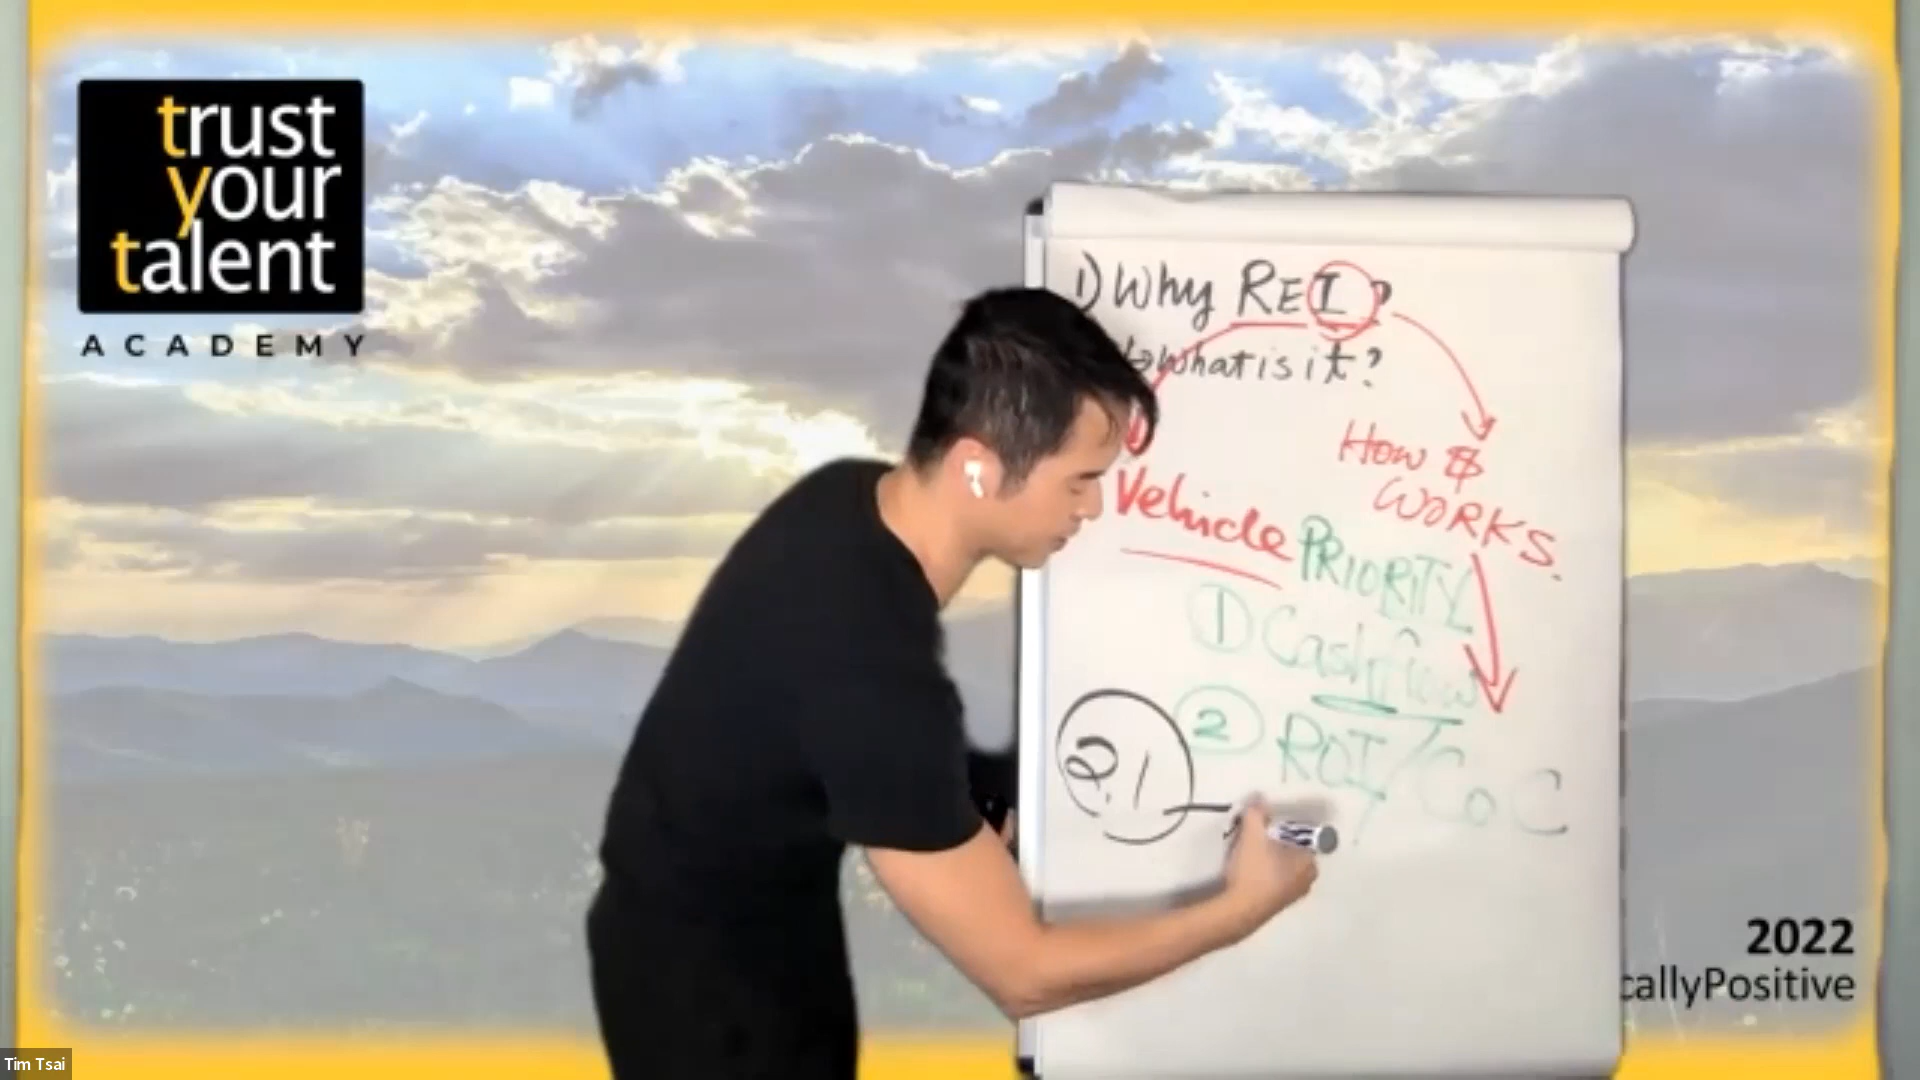 trust
your
talent
ACADEMY
1) Why REI?
what is it?
How $
WORKS.
Vehicle
PRIORITY
1 Cashflow
2 ROI/CoC
2.1
2022
callyPositive
Tim Tsai